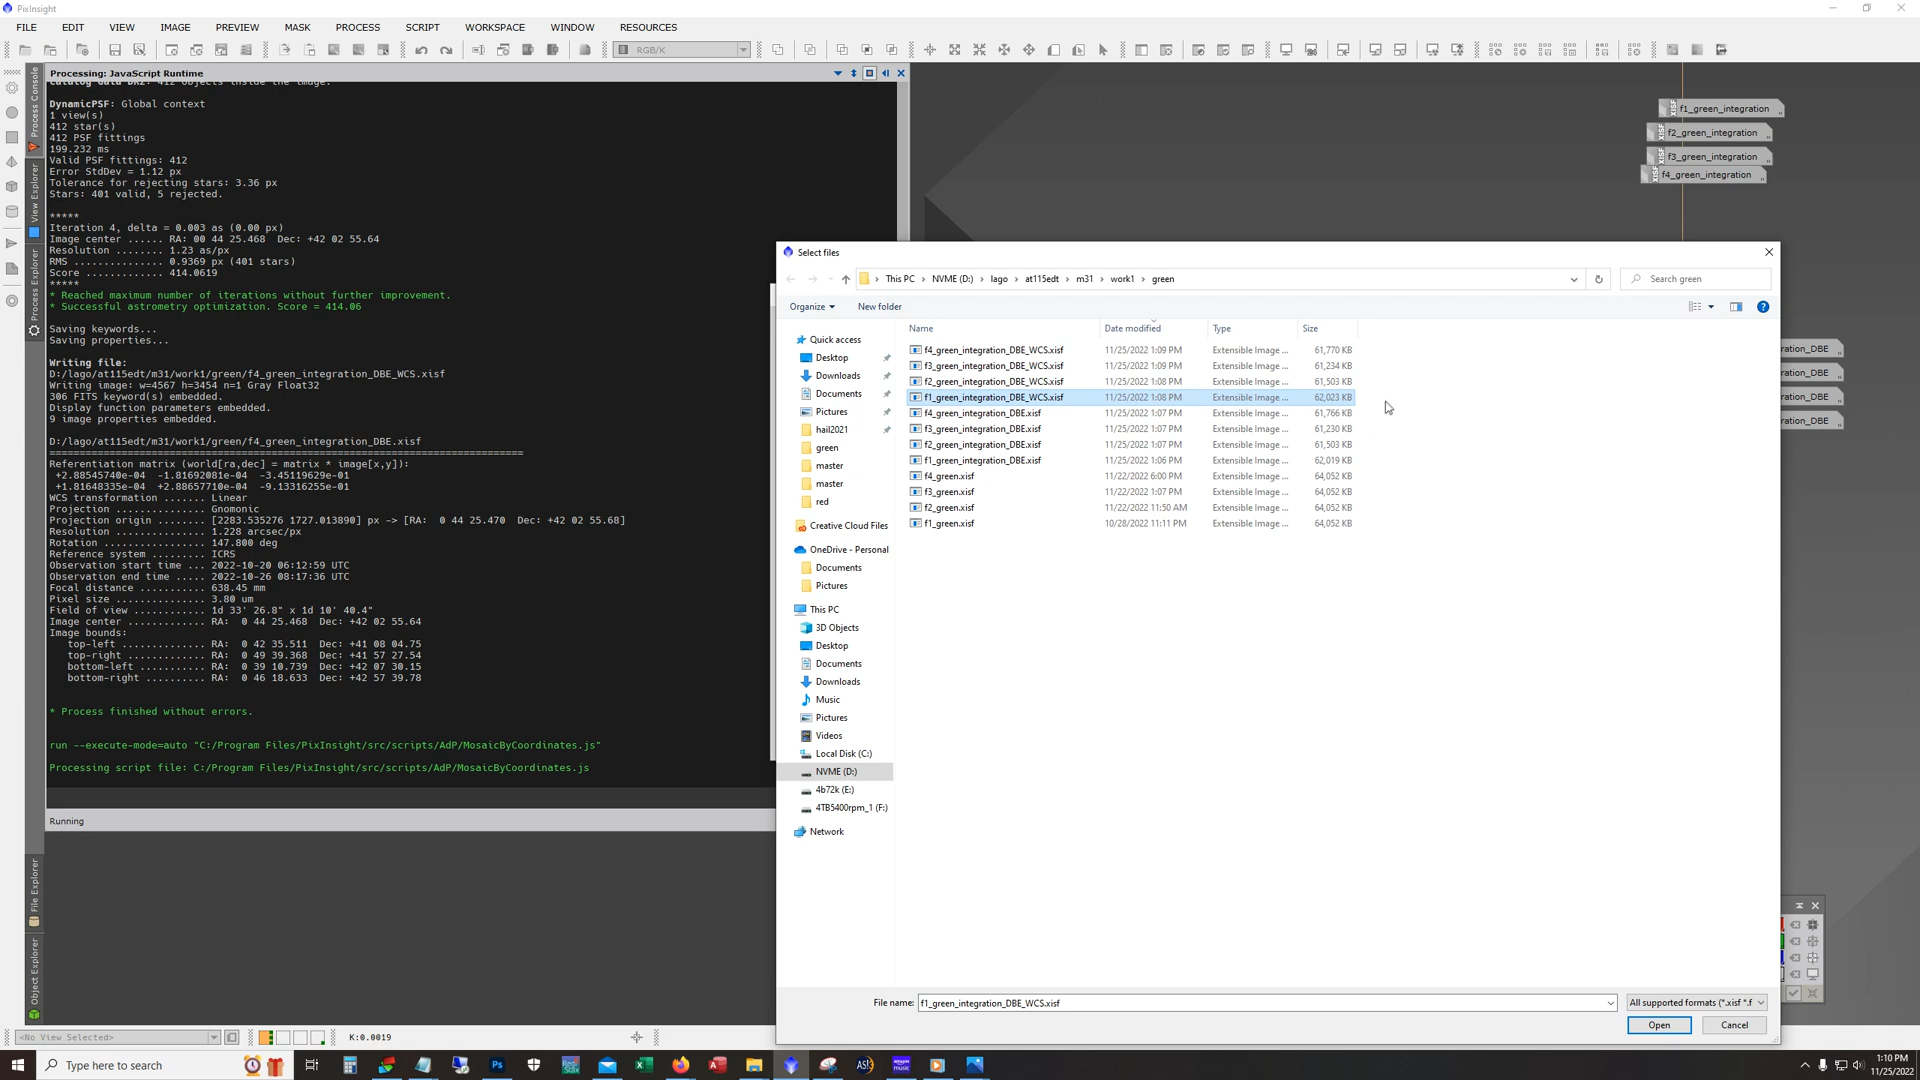 PixInsight
FILE EDIT VIEW IMAGE PREVIEW MASK PROCESS SCRIPT WORKSPACE WINDOW RESOURCES
RGB/K
Processing: JavaScript Runtime
Catalog Gaia DR2: 412 objects inside the image.
DynamicPSF: Global context
1 view(s)
412 star(s)
412 PSF fittings
199.232 ms
Valid PSF fittings: 412
Error StdDev = 1.12 px
Tolerance for rejecting stars: 3.36 px
Stars: 401 valid, 5 rejected.
*****
Iteration 4, delta = 0.003 as (0.00 px)
Image center ...... RA: 00 44 25.468 Dec: +42 02 55.64
Resolution ........ 1.23 as/px
RMS ............... 0.9369 px (401 stars)
Score ............. 414.0619
*****
* Reached maximum number of iterations without further improvement.
* Successful astrometry optimization. Score = 414.06
Saving keywords...
Saving properties...
Writing file:
D:/lago/at115edt/m31/work1/green/f4_green_integration_DBE_WCS.xisf
Writing image: w=4567 h=3454 n=1 Gray Float32
306 FITS keyword(s) embedded.
Display function parameters embedded.
9 image properties embedded.
D:/lago/at115edt/m31/work1/green/f4_green_integration_DBE.xisf
===============================================================================
Referentiation matrix (world[ra,dec] = matrix * image[x,y]):
+2.88545740e-04 -1.81692081e-04 -3.45119629e-01
+1.81648335e-04 +2.88657710e-04 -9.13316255e-01
WCS transformation ....... Linear
Projection ............... Gnomonic
Projection origin ........ [2283.535276 1727.013890] px -> [RA: 0 44 25.470 Dec: +42 02 55.68]
Resolution ............... 1.228 arcsec/px
Rotation ................. 147.800 deg
Reference system ......... ICRS
Observation start time ... 2022-10-20 06:12:59 UTC
Observation end time ..... 2022-10-26 08:17:36 UTC
Focal distance ........... 638.45 mm
Pixel size ............... 3.80 um
Field of view ............ 1d 33' 26.8" x 1d 10' 40.4"
Image center ............. RA: 0 44 25.468 Dec: +42 02 55.64
Image bounds:
top-left .............. RA: 0 42 35.511 Dec: +41 08 04.75
top-right ............. RA: 0 49 39.368 Dec: +41 57 27.54
bottom-left ........... RA: 0 39 10.739 Dec: +42 07 30.15
bottom-right .......... RA: 0 46 18.633 Dec: +42 57 39.78
* Process finished without errors.
run --execute-mode=auto "C:/Program Files/PixInsight/src/scripts/AdP/MosaicByCoordinates.js"
Processing script file: C:/Program Files/PixInsight/src/scripts/AdP/MosaicByCoordinates.js
Running
Process Console
View Explorer
Process Explorer
File Explorer
Object Explorer
XISF f1_green_integration
XISF f2_green_integration
XISF f3_green_integration
XISF f4_green_integration
ration_DBE
ration_DBE
ration_DBE
ration_DBE
Select files
This PC › NVME (D:) › lago › at115edt › m31 › work1 › green
Search green
Organize New folder
Name Date modified Type Size
f4_green_integration_DBE_WCS.xisf 11/25/2022 1:09 PM Extensible Image ... 61,770 KB
f3_green_integration_DBE_WCS.xisf 11/25/2022 1:09 PM Extensible Image ... 61,234 KB
f2_green_integration_DBE_WCS.xisf 11/25/2022 1:08 PM Extensible Image ... 61,503 KB
f1_green_integration_DBE_WCS.xisf 11/25/2022 1:08 PM Extensible Image ... 62,023 KB
f4_green_integration_DBE.xisf 11/25/2022 1:07 PM Extensible Image ... 61,766 KB
f3_green_integration_DBE.xisf 11/25/2022 1:07 PM Extensible Image ... 61,230 KB
f2_green_integration_DBE.xisf 11/25/2022 1:07 PM Extensible Image ... 61,503 KB
f1_green_integration_DBE.xisf 11/25/2022 1:06 PM Extensible Image ... 62,019 KB
f4_green.xisf 11/22/2022 6:00 PM Extensible Image ... 64,052 KB
f3_green.xisf 11/22/2022 1:07 PM Extensible Image ... 64,052 KB
f2_green.xisf 11/22/2022 11:50 AM Extensible Image ... 64,052 KB
f1_green.xisf 10/28/2022 11:11 PM Extensible Image ... 64,052 KB
Quick access
Desktop
Downloads
Documents
Pictures
hail2021
green
master
master
red
Creative Cloud Files
OneDrive - Personal
Documents
Pictures
This PC
3D Objects
Desktop
Documents
Downloads
Music
Pictures
Videos
Local Disk (C:)
NVME (D:)
4b72k (E:)
4TB5400rpm_1 (F:)
Network
File name: f1_green_integration_DBE_WCS.xisf
All supported formats (*.xisf *.f
Open Cancel
<No View Selected> K:0.0019
Type here to search
1:10 PM
11/25/2022